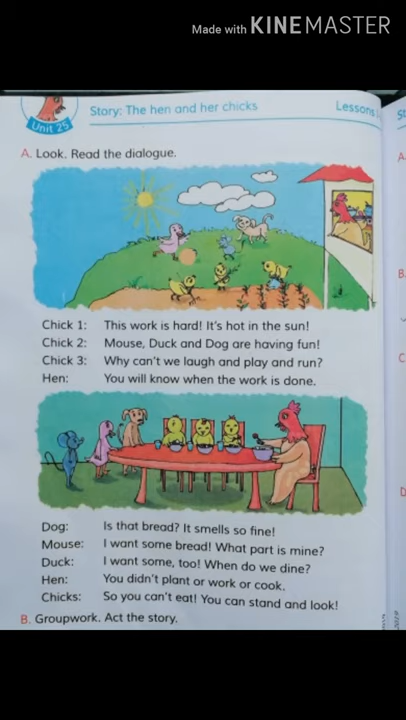 Made with KINEMASTER
Unit 25
Story: The hen and her chicks
Lessons
A. Look. Read the dialogue.
Chick 1: This work is hard! It's hot in the sun!
Chick 2: Mouse, Duck and Dog are having fun!
Chick 3: Why can't we laugh and play and run?
Hen: You will know when the work is done.
Dog: Is that bread? It smells so fine!
Mouse: I want some bread! What part is mine?
Duck: I want some, too! When do we dine?
Hen: You didn't plant or work or cook.
Chicks: So you can't eat! You can stand and look!
B. Groupwork. Act the story.
St
A.
B.
C
D
2019